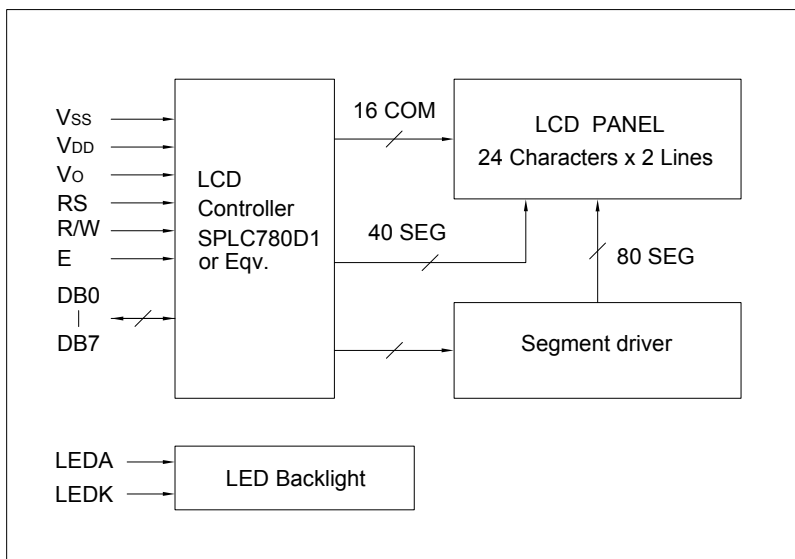 VSS
VDD
VO
RS
R/W
E
DB0
DB7
LCD
Controller
SPLC780D1
or Eqv.
16 COM
40 SEG
LCD PANEL
24 Characters x 2 Lines
80 SEG
Segment driver
LEDA
LEDK
LED Backlight